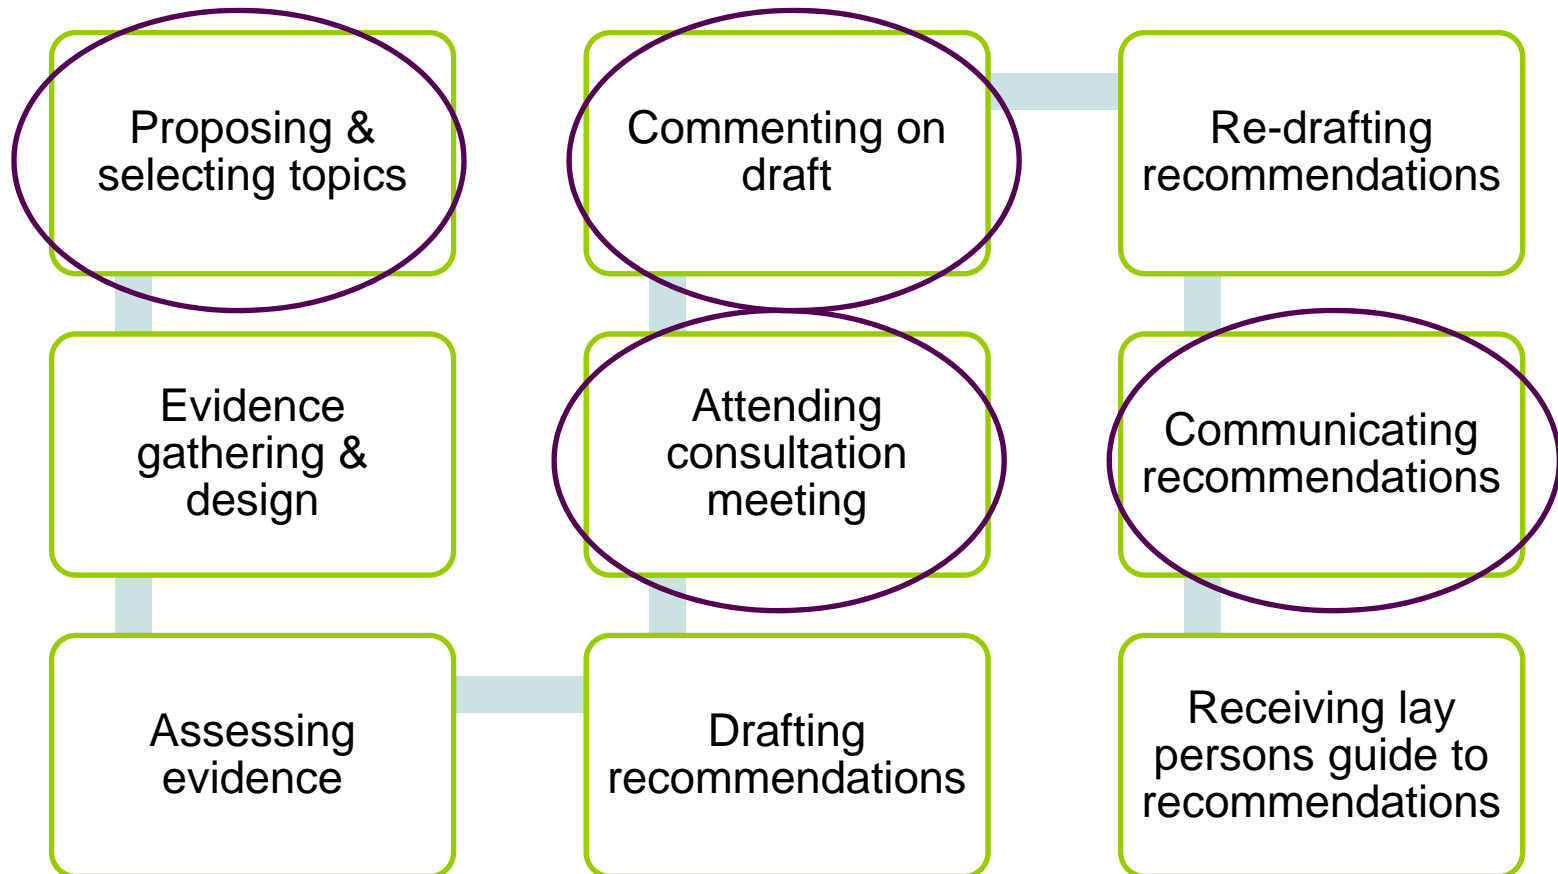 Proposing &
selecting topics
Evidence
gathering &
design
Assessing
evidence
Drafting
recommendations
Attending
consultation
meeting
Commenting on
draft
Re-drafting
recommendations
Communicating
recommendations
Receiving lay
persons guide to
recommendations